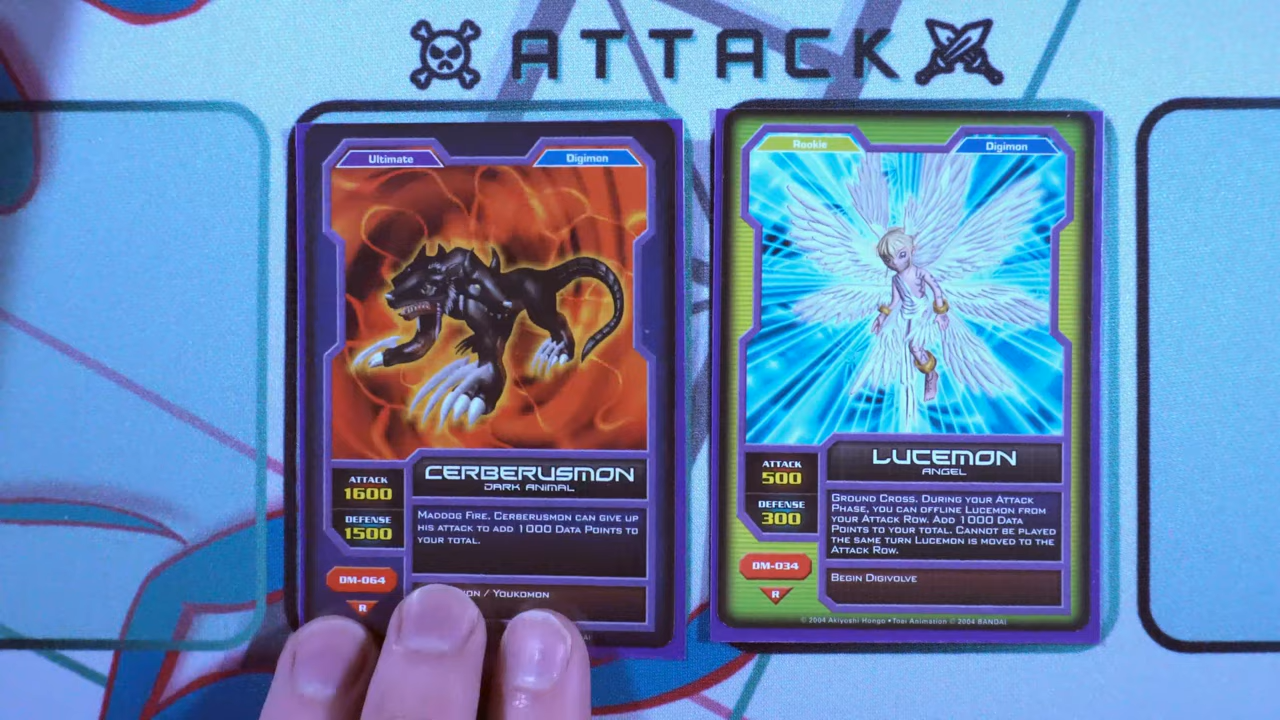 ATTACK
Ultimate
Digimon
CERBERUSMON
DARK ANIMAL
ATTACK
1600
DEFENSE
1500
MADDOG FIRE. CERBERUSMON CAN GIVE UP
HIS ATTACK TO ADD 1000 DATA POINTS TO
YOUR TOTAL.
DM-064
R
/ YOUKOMON
Rookie
Digimon
LUCEMON
ANGEL
ATTACK
500
DEFENSE
300
GROUND CROSS. DURING YOUR ATTACK
PHASE, YOU CAN OFFLINE LUCEMON FROM
YOUR ATTACK ROW. ADD 1000 DATA
POINTS TO YOUR TOTAL. CANNOT BE PLAYED
THE SAME TURN LUCEMON IS MOVED TO THE
ATTACK ROW.
DM-034
R
BEGIN DIGIVOLVE
© 2004 Akiyoshi Hongo • Toei Animation © 2004 BANDAI